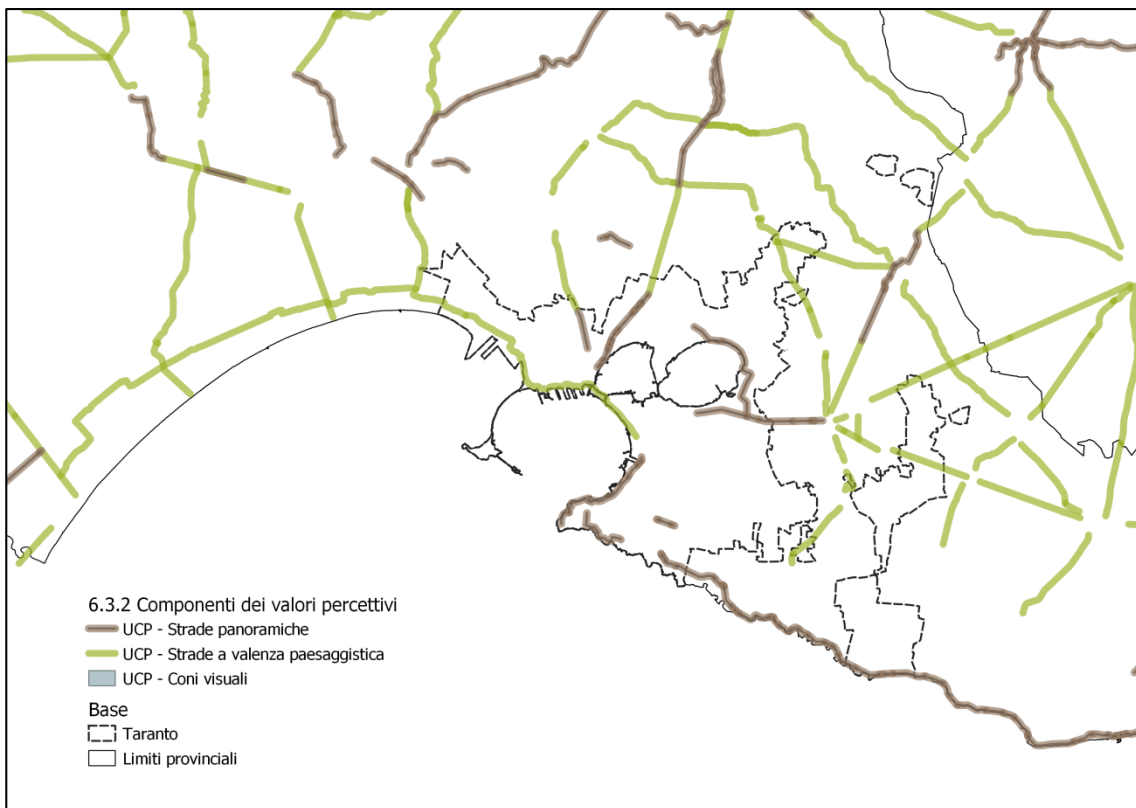 6.3.2 Componenti dei valori percettivi
UCP - Strade panoramiche
UCP - Strade a valenza paesaggistica
UCP - Coni visuali
Base
Taranto
Limiti provinciali